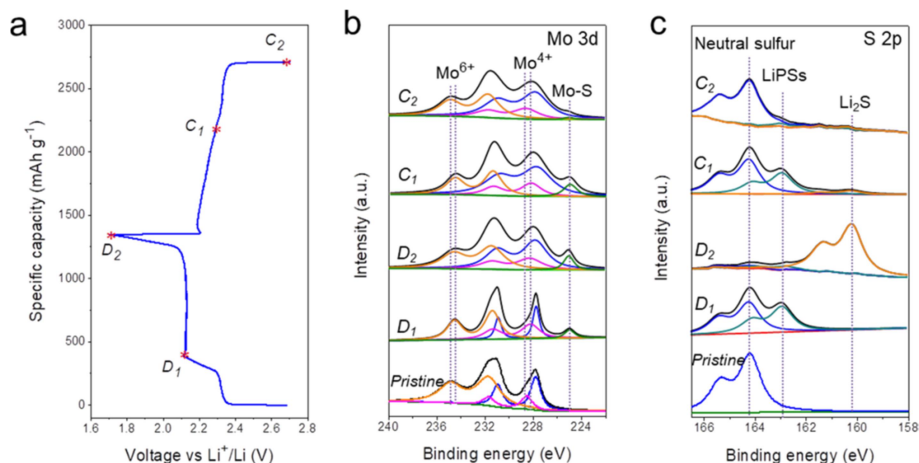 a
3000
2500
2000
1500
1000
500
0
Specific capacity (mAh g⁻¹)
C₂
C₁
D₂
D₁
1.6 1.8 2.0 2.2 2.4 2.6 2.8
Voltage vs Li⁺/Li (V)
b
Mo 3d
Mo⁶⁺
Mo⁴⁺
Mo-S
C₂
C₁
D₂
D₁
Pristine
Intensity (a.u.)
240 236 232 228 224
Binding energy (eV)
c
S 2p
Neutral sulfur
LiPSs
Li₂S
C₂
C₁
D₂
D₁
Pristine
Intensity (a.u.)
166 164 162 160 158
Binding energy (eV)